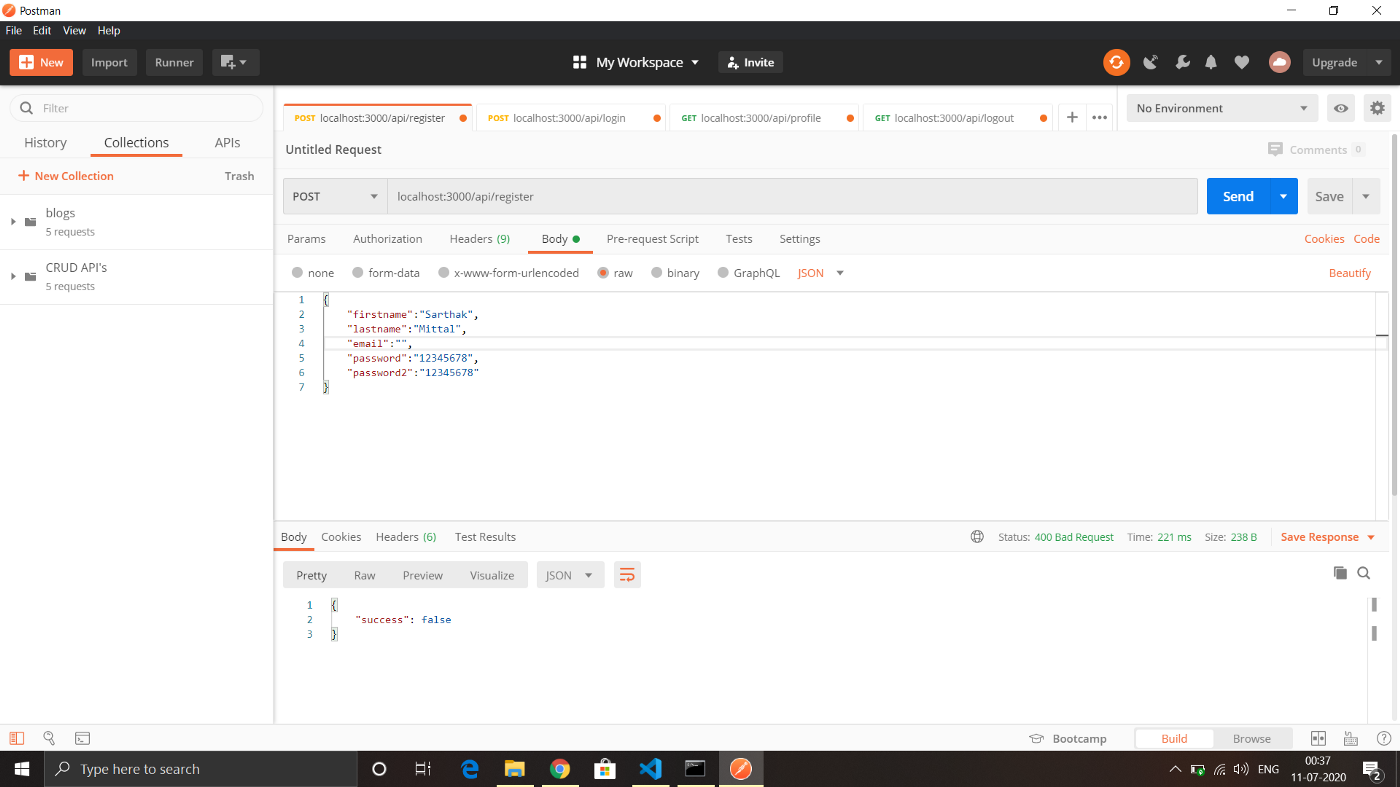 Postman
File Edit View Help
New Import Runner My Workspace Invite Upgrade
Filter
History Collections APIs
New Collection Trash
blogs
5 requests
CRUD API's
5 requests
POST localhost:3000/api/register POST localhost:3000/api/login GET localhost:3000/api/profile GET localhost:3000/api/logout + ••• No Environment
Untitled Request Comments 0
POST localhost:3000/api/register Send Save
Params Authorization Headers (9) Body Pre-request Script Tests Settings Cookies Code
none form-data x-www-form-urlencoded raw binary GraphQL JSON Beautify
1 {
2 "firstname":"Sarthak",
3 "lastname":"Mittal",
4 "email":"",
5 "password":"12345678",
6 "password2":"12345678"
7 }
Body Cookies Headers (6) Test Results Status: 400 Bad Request Time: 221 ms Size: 238 B Save Response
Pretty Raw Preview Visualize JSON
1 {
2 "success": false
3 }
Bootcamp Build Browse
Type here to search ENG 00:37
11-07-2020 2